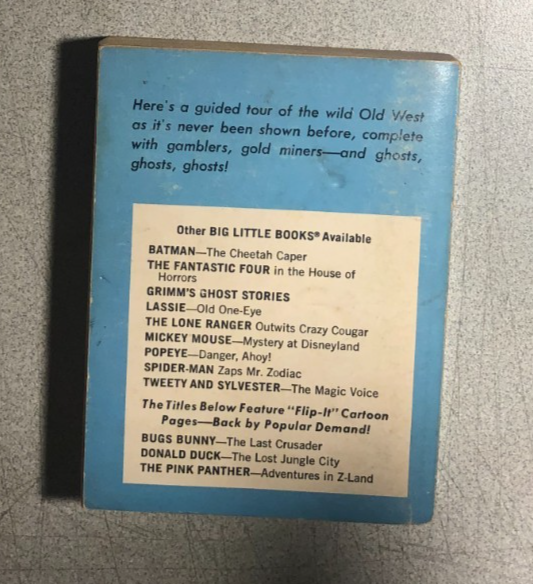 Here's a guided tour of the wild Old West
as it's never been shown before, complete
with gamblers, gold miners—and ghosts,
ghosts, ghosts!
Other BIG LITTLE BOOKS® Available
BATMAN—The Cheetah Caper
THE FANTASTIC FOUR in the House of
Horrors
GRIMM'S GHOST STORIES
LASSIE—Old One-Eye
THE LONE RANGER Outwits Crazy Cougar
MICKEY MOUSE—Mystery at Disneyland
POPEYE—Danger, Ahoy!
SPIDER-MAN Zaps Mr. Zodiac
TWEETY AND SYLVESTER—The Magic Voice
The Titles Below Feature "Flip-It" Cartoon
Pages—Back by Popular Demand!
BUGS BUNNY—The Last Crusader
DONALD DUCK—The Lost Jungle City
THE PINK PANTHER—Adventures in Z-Land